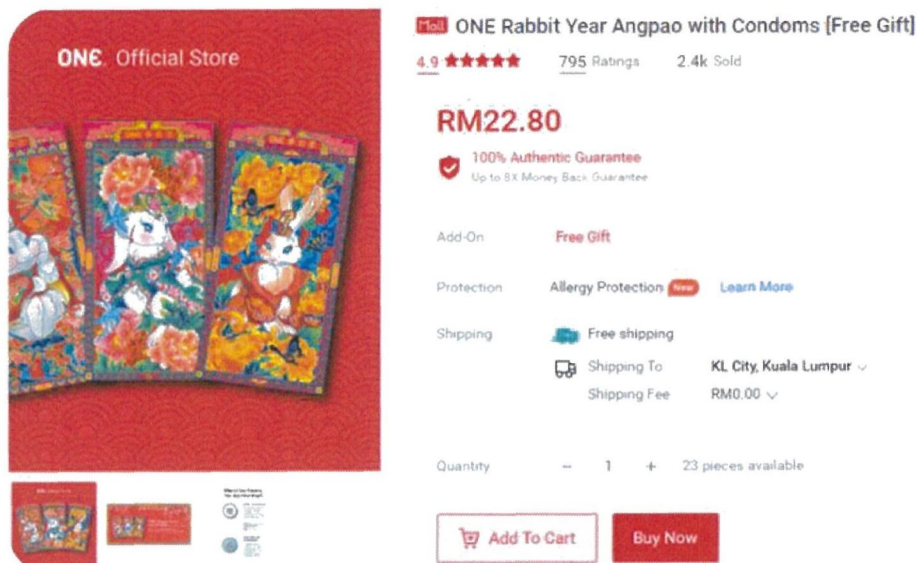 ONE. Official Store
Mall ONE Rabbit Year Angpao with Condoms [Free Gift]
4.9 795 Ratings 2.4k Sold
RM22.80
100% Authentic Guarantee
Up to 8X Money Back Guarantee
Add-On Free Gift
Protection Allergy Protection New Learn More
Shipping Free shipping
Shipping To KL City, Kuala Lumpur
Shipping Fee RM0.00
Quantity − 1 + 23 pieces available
Add To Cart Buy Now